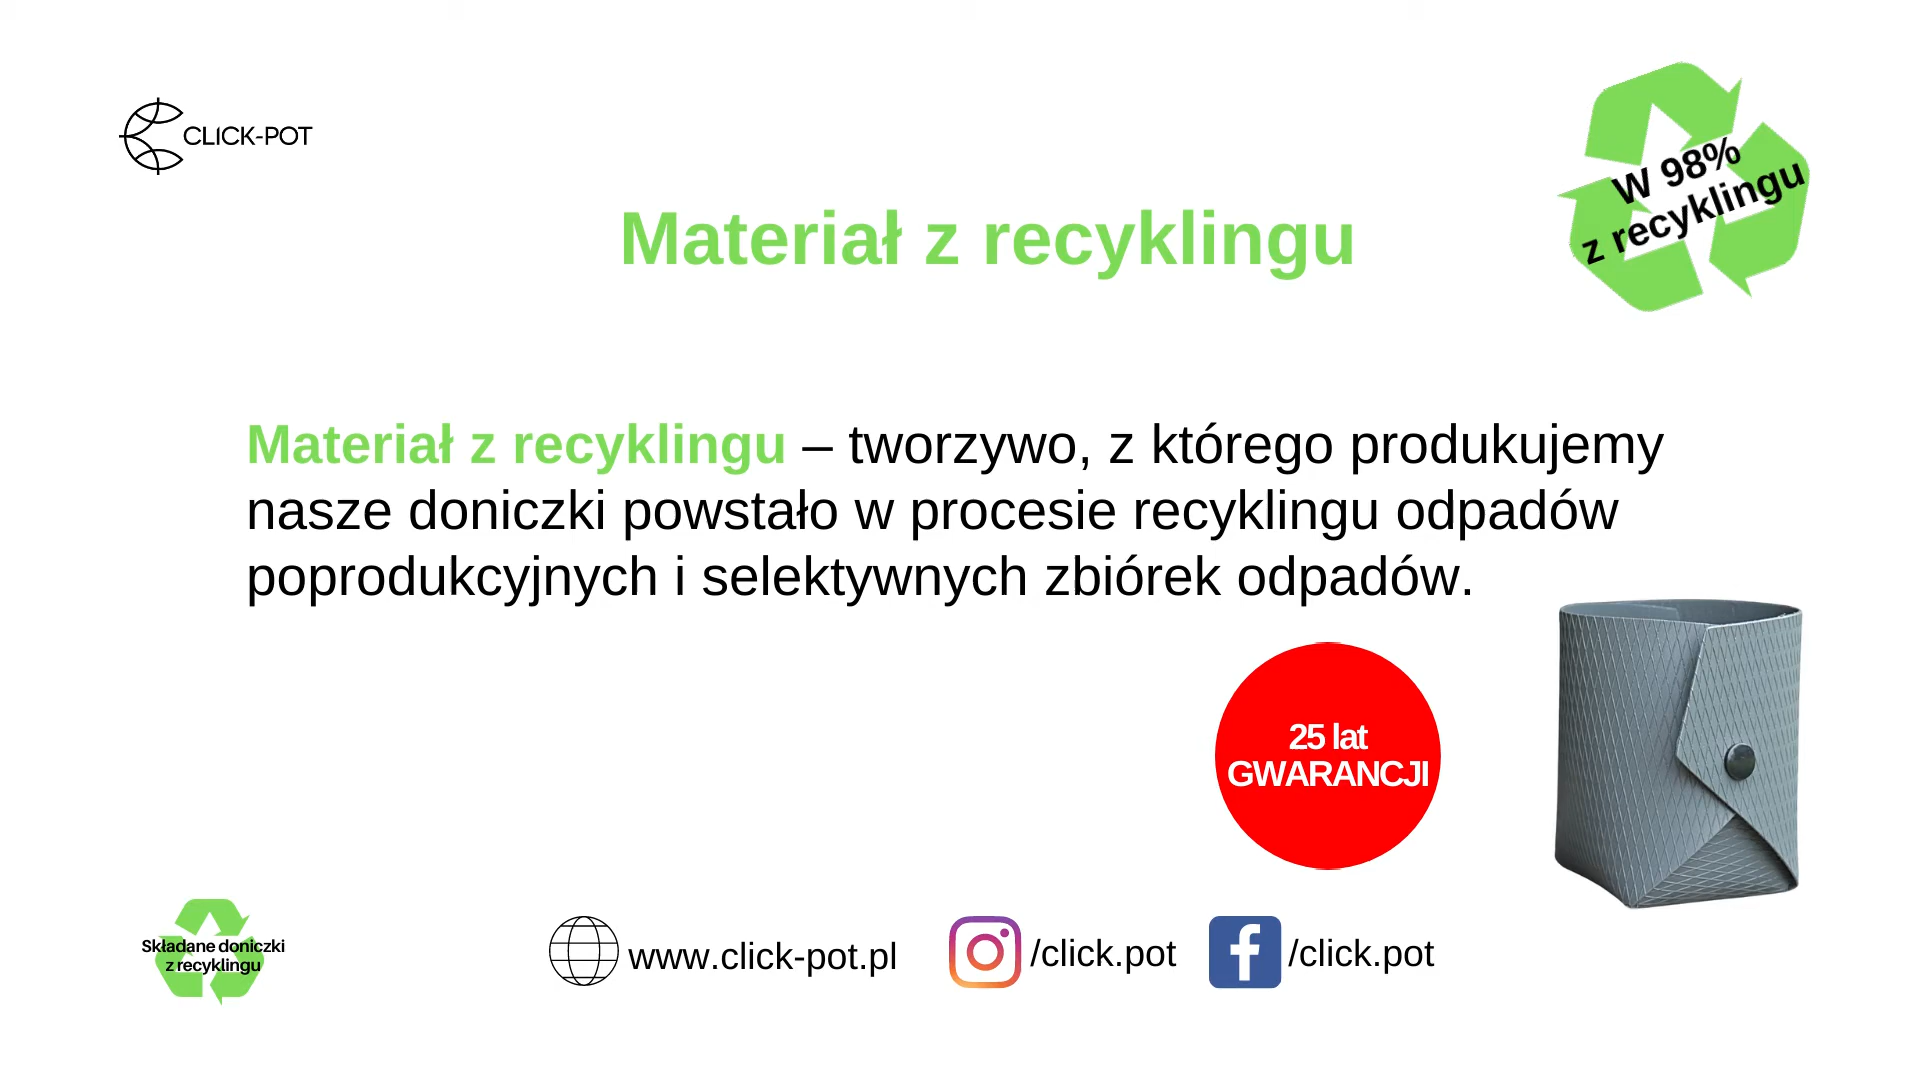 CLICK-POT
W 98%
z recyklingu
Materiał z recyklingu
Materiał z recyklingu – tworzywo, z którego produkujemy
nasze doniczki powstało w procesie recyklingu odpadów
poprodukcyjnych i selektywnych zbiórek odpadów.
25 lat
GWARANCJI
Składane doniczki
z recyklingu
www.click-pot.pl
/click.pot
/click.pot